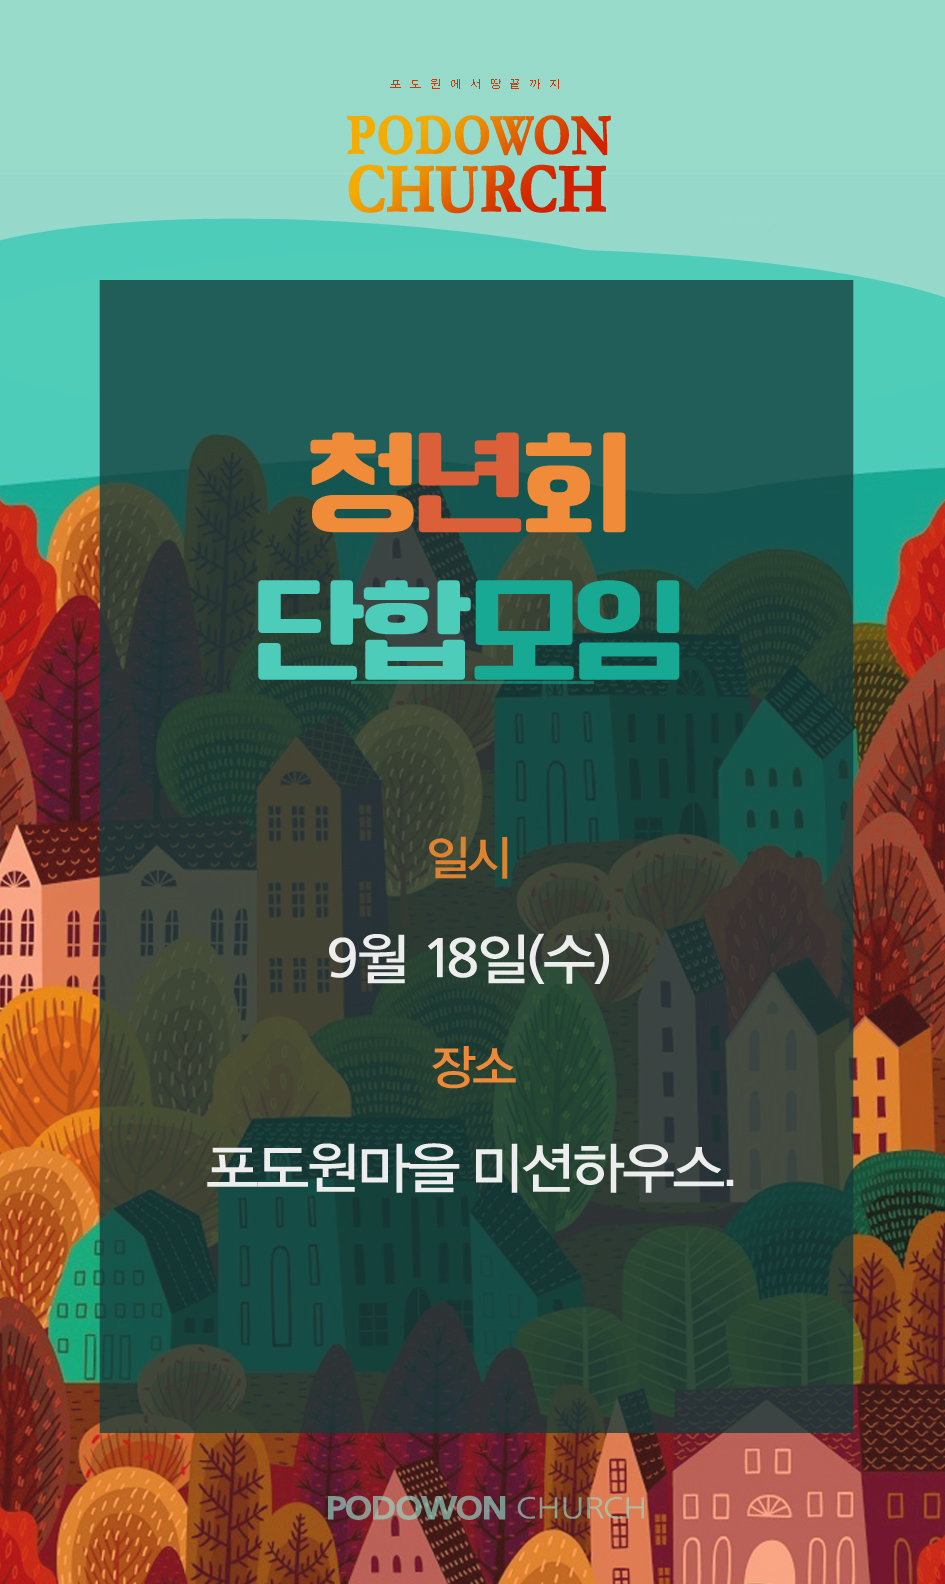 포도원에서땅끝까지
PODOWON
CHURCH
청년회
단합모임
일시
9월 18일(수)
장소
포도원마을 미션하우스.
PODOWON CHURCH